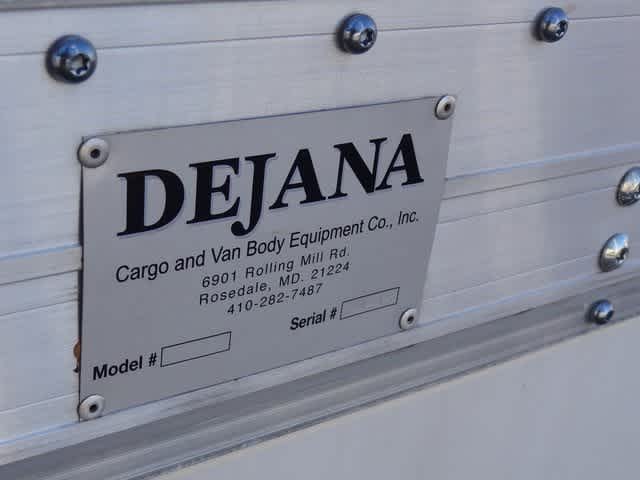 DEJANA
Cargo and Van Body Equipment Co., Inc.
6901 Rolling Mill Rd.
Rosedale, MD. 21224
410-282-7487
Model # Serial #